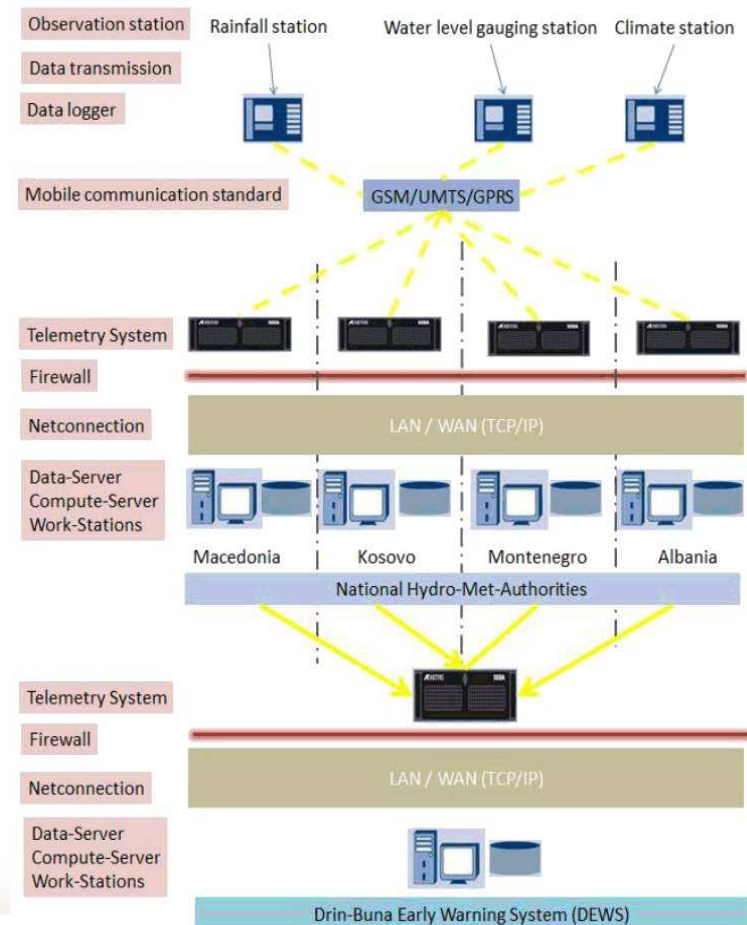 Observation station
Rainfall station
Water level gauging station
Climate station
Data transmission
Data logger
Mobile communication standard
GSM/UMTS/GPRS
Telemetry System
Firewall
Netconnection
LAN / WAN (TCP/IP)
Data-Server
Compute-Server
Work-Stations
Macedonia
Kosovo
Montenegro
Albania
National Hydro-Met-Authorities
Telemetry System
Firewall
Netconnection
LAN / WAN (TCP/IP)
Data-Server
Compute-Server
Work-Stations
Drin-Buna Early Warning System (DEWS)